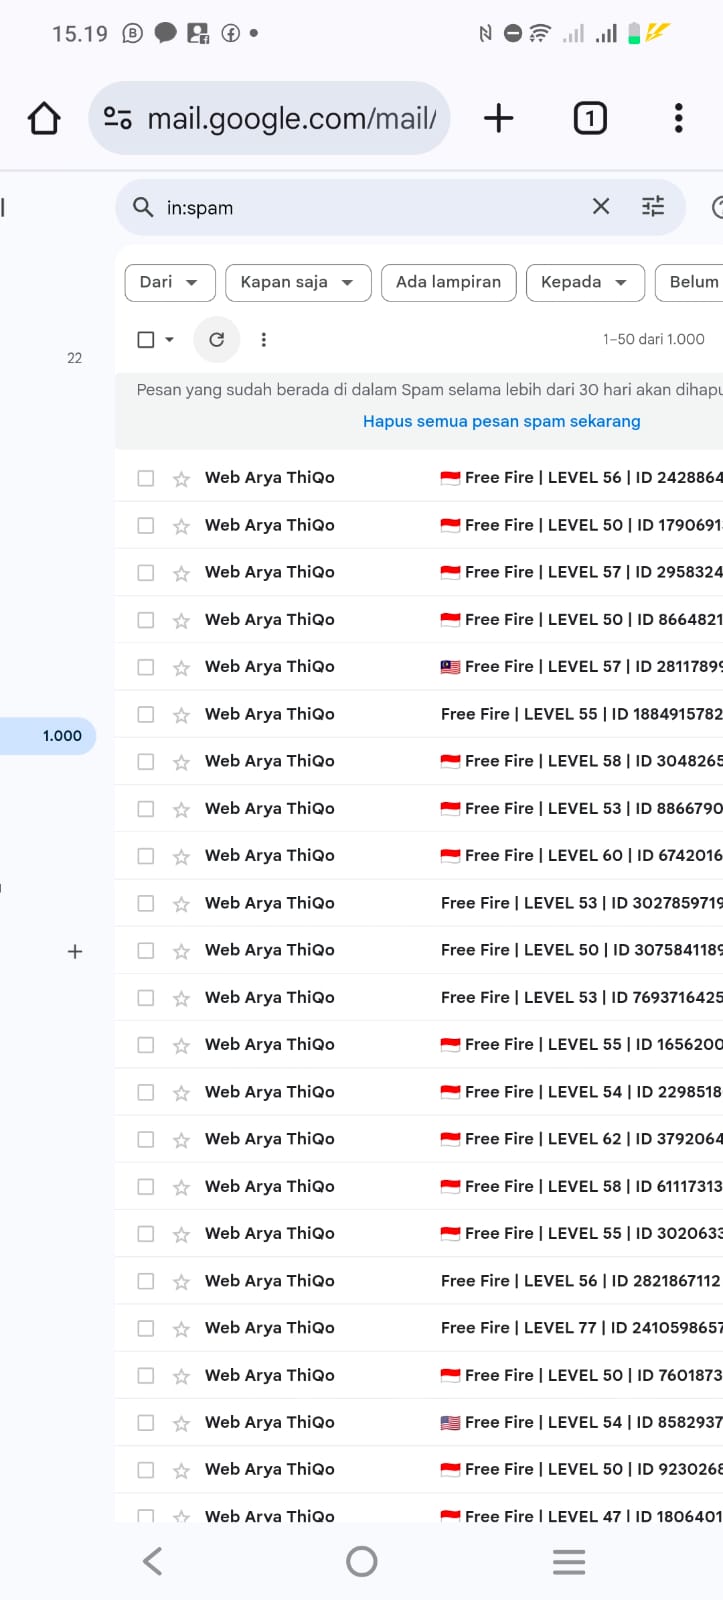 15.19
mail.google.com/mail/
1
in:spam
Dari
Kapan saja
Ada lampiran
Kepada
Belum
1–50 dari 1.000
22
Pesan yang sudah berada di dalam Spam selama lebih dari 30 hari akan dihapu
Hapus semua pesan spam sekarang
Web Arya ThiQo 🇮🇩 Free Fire | LEVEL 56 | ID 2428864
Web Arya ThiQo 🇮🇩 Free Fire | LEVEL 50 | ID 1790691
Web Arya ThiQo 🇮🇩 Free Fire | LEVEL 57 | ID 2958324
Web Arya ThiQo 🇮🇩 Free Fire | LEVEL 50 | ID 8664821
Web Arya ThiQo 🇲🇾 Free Fire | LEVEL 57 | ID 28117899
Web Arya ThiQo Free Fire | LEVEL 55 | ID 1884915782
1.000
Web Arya ThiQo 🇮🇩 Free Fire | LEVEL 58 | ID 3048265
Web Arya ThiQo 🇮🇩 Free Fire | LEVEL 53 | ID 8866790
Web Arya ThiQo 🇮🇩 Free Fire | LEVEL 60 | ID 6742016
Web Arya ThiQo Free Fire | LEVEL 53 | ID 3027859719
Web Arya ThiQo Free Fire | LEVEL 50 | ID 3075841189
Web Arya ThiQo Free Fire | LEVEL 53 | ID 7693716425
Web Arya ThiQo 🇮🇩 Free Fire | LEVEL 55 | ID 1656200
Web Arya ThiQo 🇮🇩 Free Fire | LEVEL 54 | ID 2298518
Web Arya ThiQo 🇮🇩 Free Fire | LEVEL 62 | ID 3792064
Web Arya ThiQo 🇮🇩 Free Fire | LEVEL 58 | ID 61117313
Web Arya ThiQo 🇮🇩 Free Fire | LEVEL 55 | ID 3020633
Web Arya ThiQo Free Fire | LEVEL 56 | ID 2821867112
Web Arya ThiQo Free Fire | LEVEL 77 | ID 2410598657
Web Arya ThiQo 🇮🇩 Free Fire | LEVEL 50 | ID 7601873
Web Arya ThiQo 🇺🇸 Free Fire | LEVEL 54 | ID 8582937
Web Arya ThiQo 🇮🇩 Free Fire | LEVEL 50 | ID 9230268
Web Arya ThiQo 🇮🇩 Free Fire | LEVEL 47 | ID 1806401